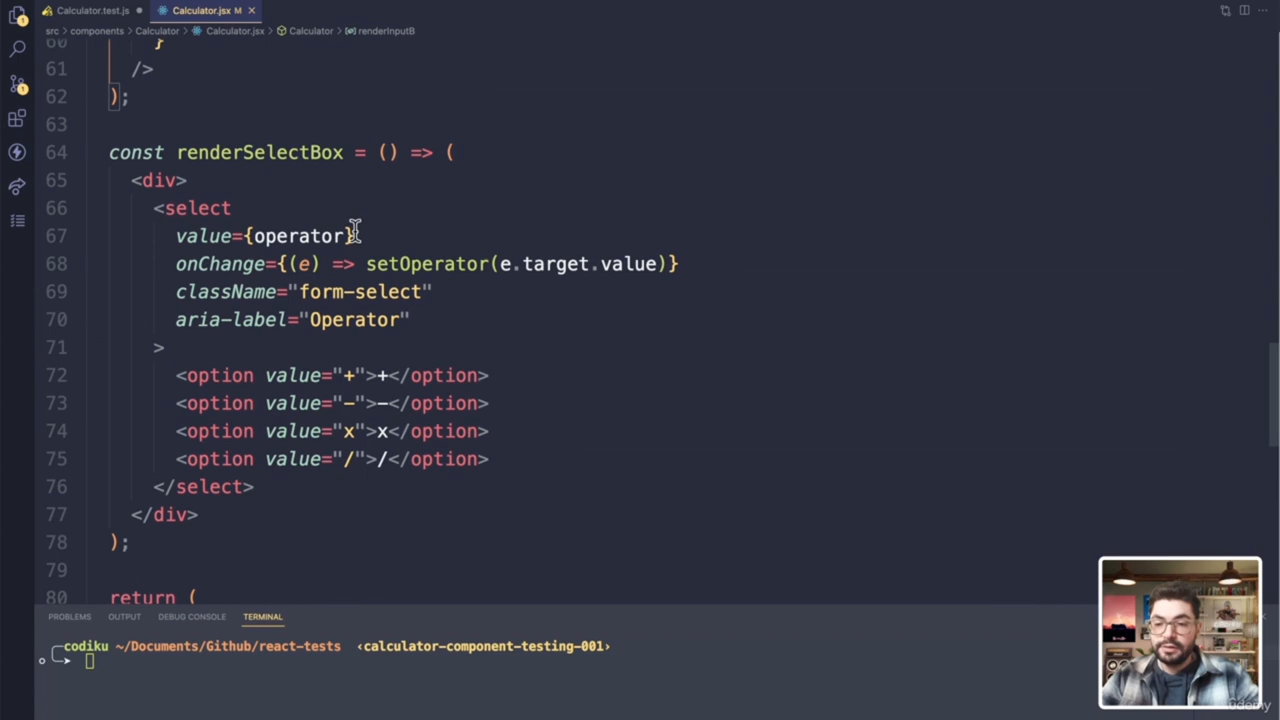 Calculator.test.js
Calculator.jsx M
src > components > Calculator > Calculator.jsx > Calculator > renderInputB
60 }
61 />
62 );
63
64 const renderSelectBox = () => (
65 <div>
66 <select
67 value={operator}
68 onChange={(e) => setOperator(e.target.value)}
69 className="form-select"
70 aria-label="Operator"
71 >
72 <option value="+">+</option>
73 <option value="-">-</option>
74 <option value="x">x</option>
75 <option value="/">/</option>
76 </select>
77 </div>
78 );
79
80 return (
PROBLEMS OUTPUT DEBUG CONSOLE TERMINAL
codiku ~/Documents/Github/react-tests ‹calculator-component-testing-001›
udemy